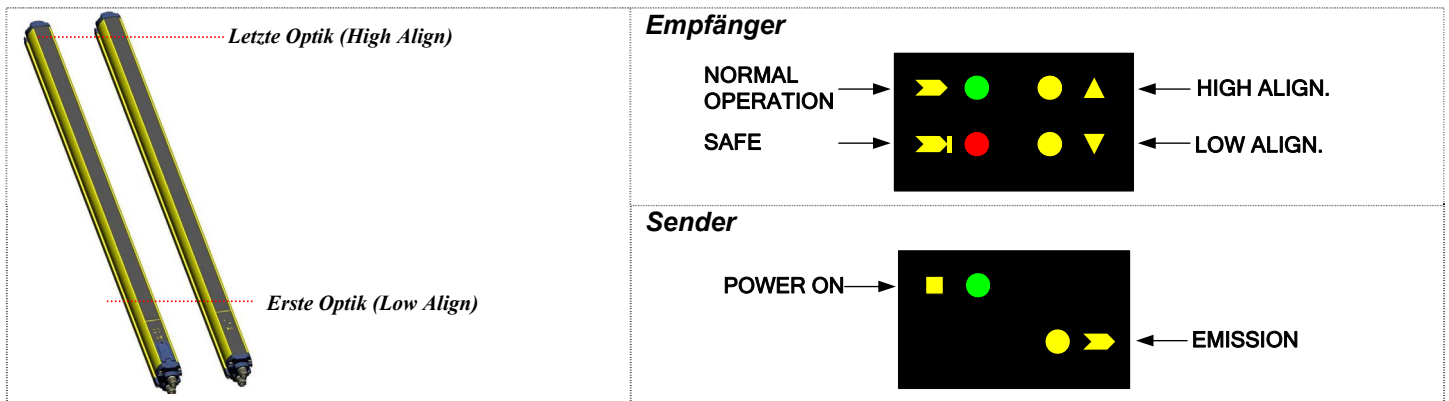 Letzte Optik (High Align)
Erste Optik (Low Align)
Empfänger
NORMAL
OPERATION
SAFE
HIGH ALIGN.
LOW ALIGN.
Sender
POWER ON
EMISSION